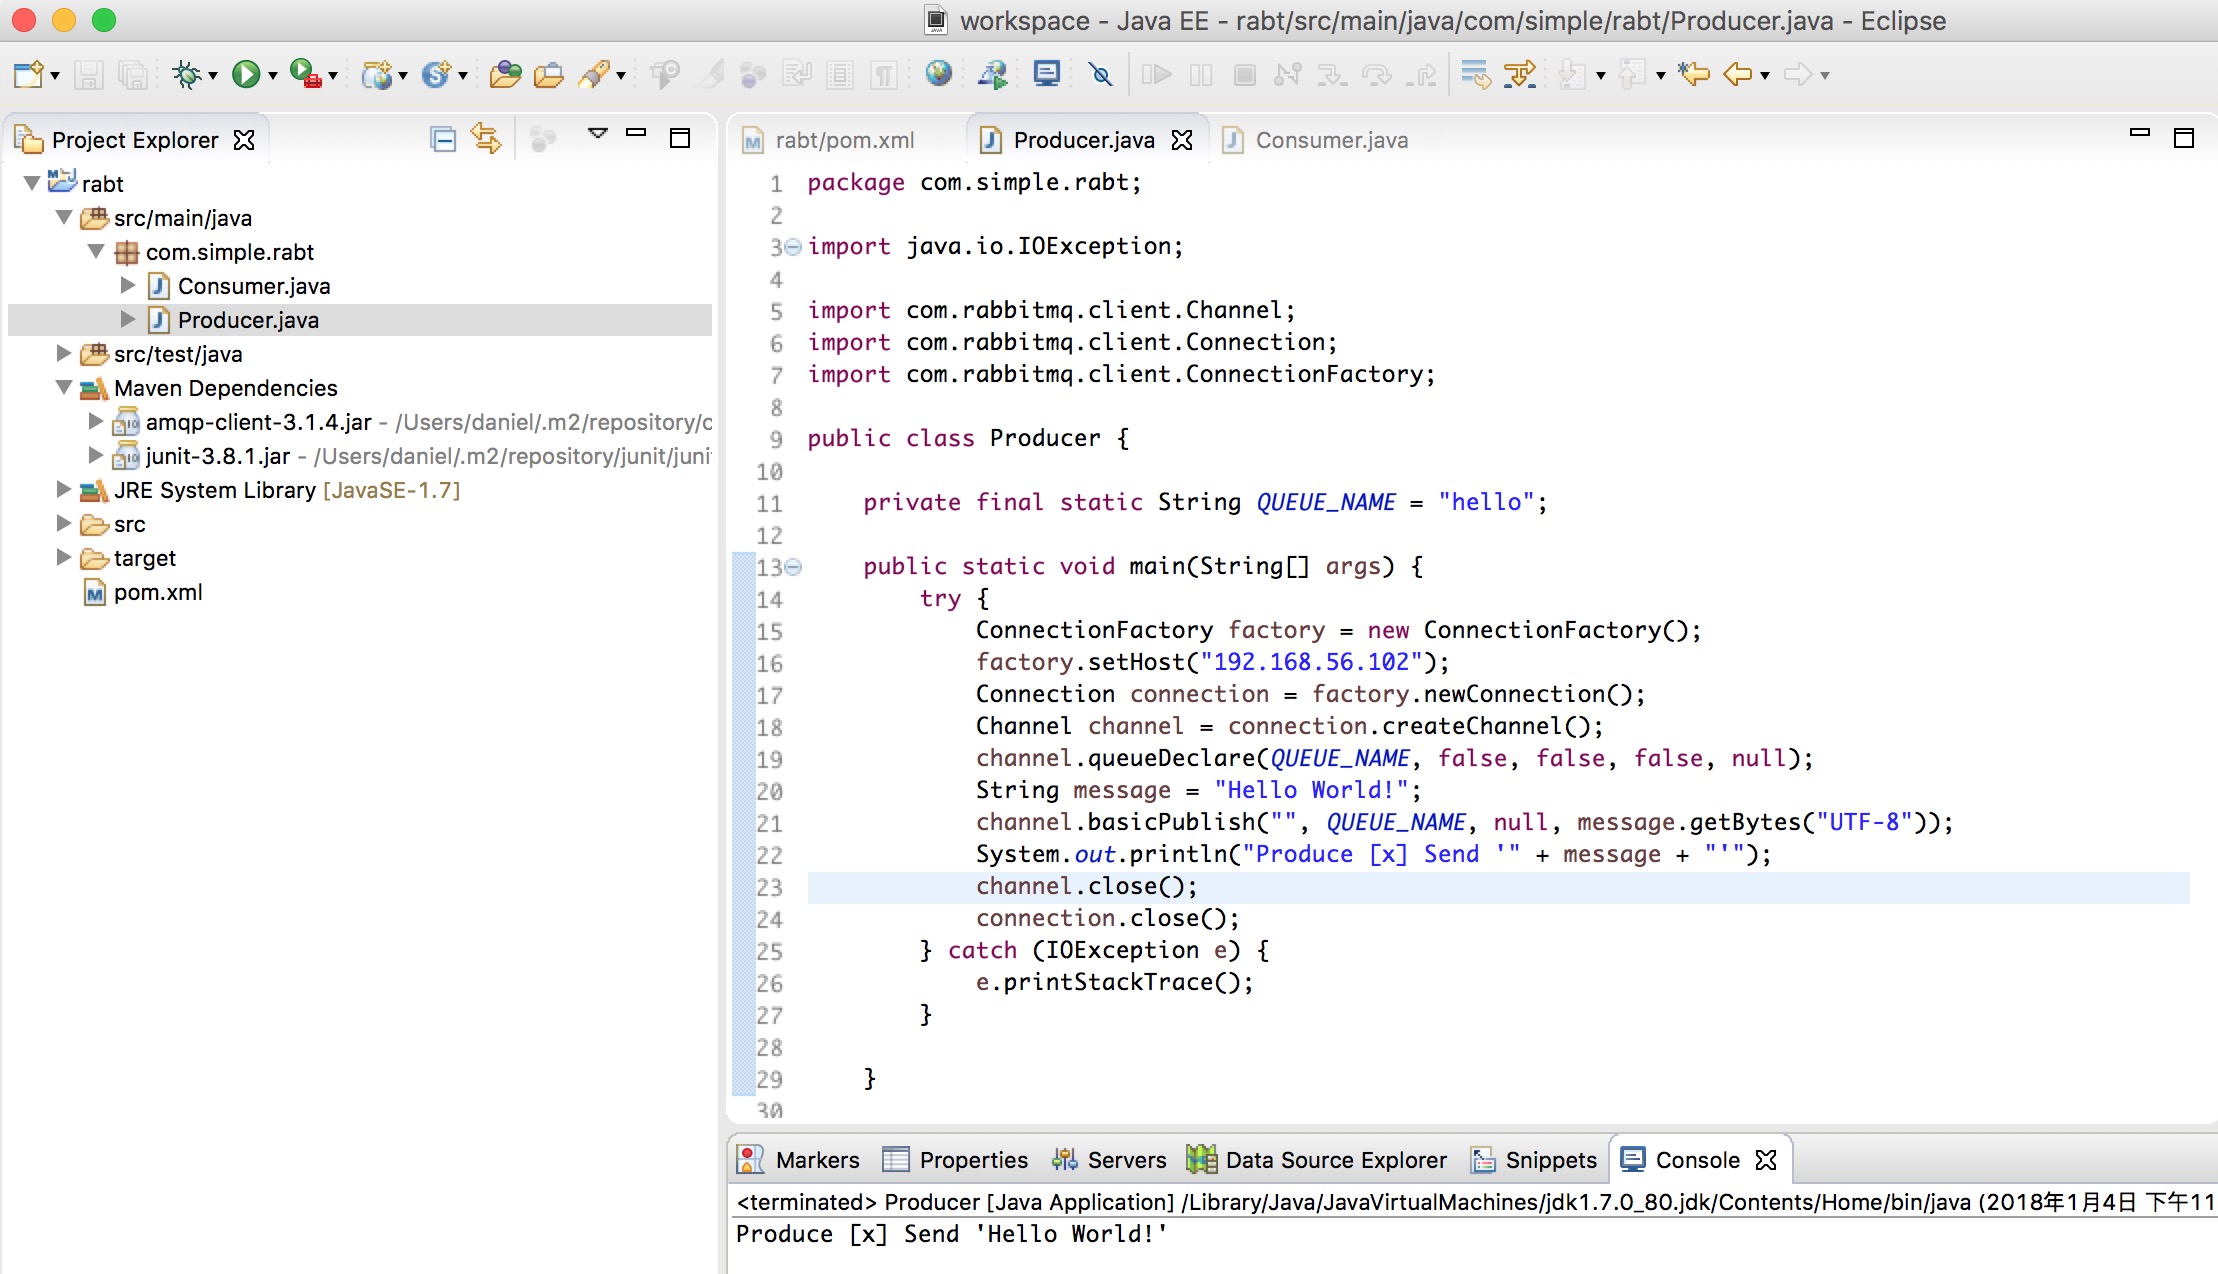 workspace - Java EE - rabt/src/main/java/com/simple/rabt/Producer.java - Eclipse
Project Explorer
rabt
src/main/java
com.simple.rabt
Consumer.java
Producer.java
src/test/java
Maven Dependencies
amqp-client-3.1.4.jar - /Users/daniel/.m2/repository/c
junit-3.8.1.jar - /Users/daniel/.m2/repository/junit/juni
JRE System Library [JavaSE-1.7]
src
target
pom.xml
rabt/pom.xml Producer.java Consumer.java
1 package com.simple.rabt;
2
3 import java.io.IOException;
4
5 import com.rabbitmq.client.Channel;
6 import com.rabbitmq.client.Connection;
7 import com.rabbitmq.client.ConnectionFactory;
8
9 public class Producer {
10
11 private final static String QUEUE_NAME = "hello";
12
13 public static void main(String[] args) {
14 try {
15 ConnectionFactory factory = new ConnectionFactory();
16 factory.setHost("192.168.56.102");
17 Connection connection = factory.newConnection();
18 Channel channel = connection.createChannel();
19 channel.queueDeclare(QUEUE_NAME, false, false, false, null);
20 String message = "Hello World!";
21 channel.basicPublish("", QUEUE_NAME, null, message.getBytes("UTF-8"));
22 System.out.println("Produce [x] Send '" + message + "'");
23 channel.close();
24 connection.close();
25 } catch (IOException e) {
26 e.printStackTrace();
27 }
28
29 }
30
Markers Properties Servers Data Source Explorer Snippets Console
<terminated> Producer [Java Application] /Library/Java/JavaVirtualMachines/jdk1.7.0_80.jdk/Contents/Home/bin/java (2018年1月4日 下午11
Produce [x] Send 'Hello World!'